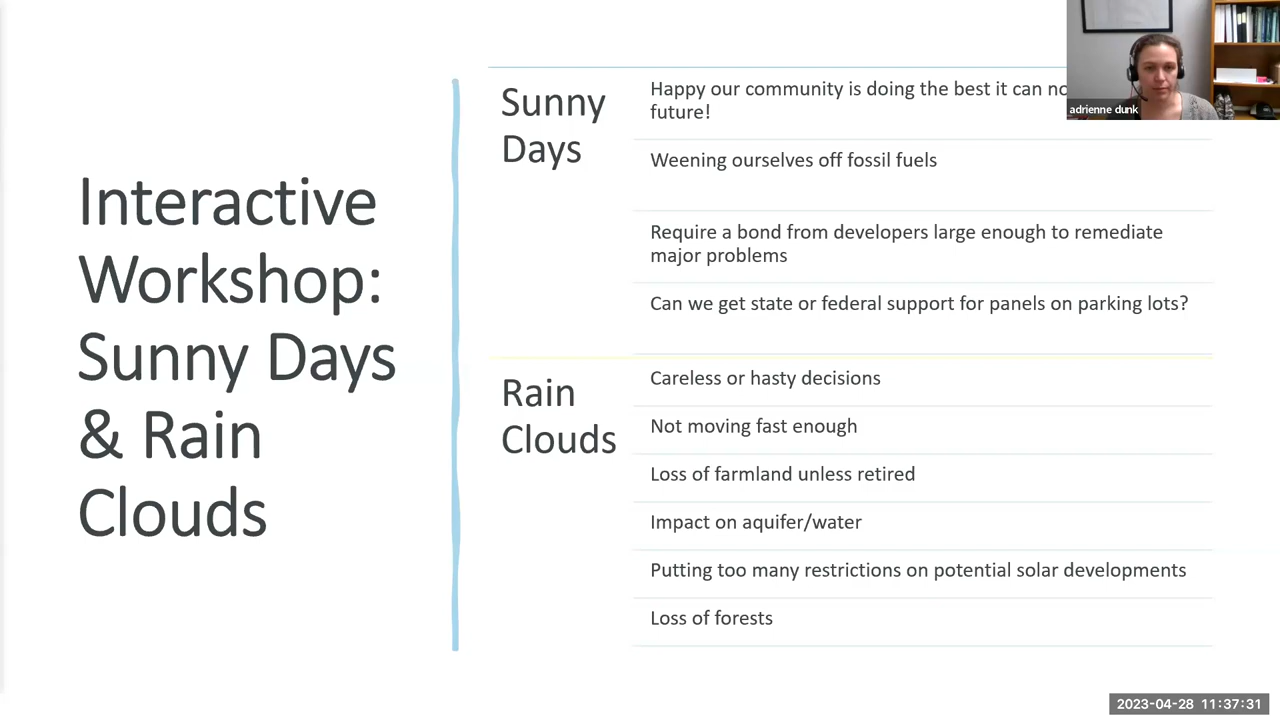 Interactive
Workshop:
Sunny Days
& Rain
Clouds
Sunny
Days
Happy our community is doing the best it can
future!
Weening ourselves off fossil fuels
Require a bond from developers large enough to remediate
major problems
Can we get state or federal support for panels on parking lots?
Rain
Clouds
Careless or hasty decisions
Not moving fast enough
Loss of farmland unless retired
Impact on aquifer/water
Putting too many restrictions on potential solar developments
Loss of forests
adrienne dunk
2023-04-28 11:37:31